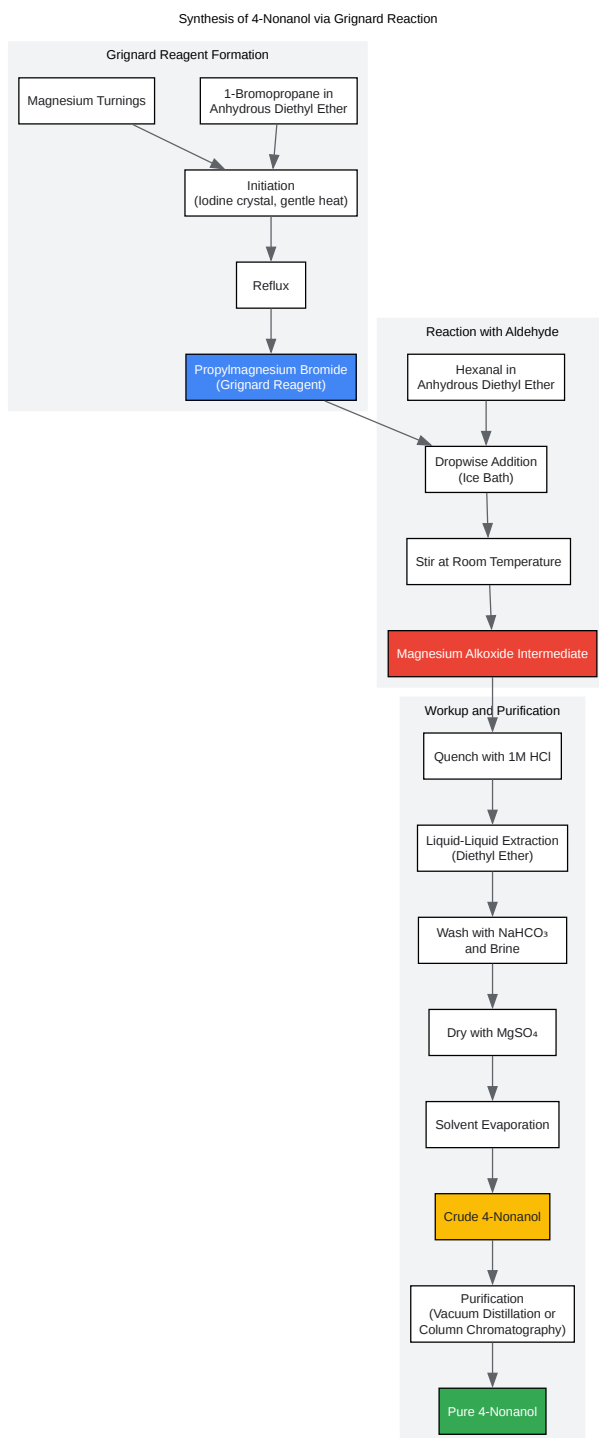 Synthesis of 4-Nonanol via Grignard Reaction
Grignard Reagent Formation
Magnesium Turnings
1-Bromopropane in
Anhydrous Diethyl Ether
Initiation
(Iodine crystal, gentle heat)
Reflux
Propylmagnesium Bromide
(Grignard Reagent)
Reaction with Aldehyde
Hexanal in
Anhydrous Diethyl Ether
Dropwise Addition
(Ice Bath)
Stir at Room Temperature
Magnesium Alkoxide Intermediate
Workup and Purification
Quench with 1M HCl
Liquid-Liquid Extraction
(Diethyl Ether)
Wash with NaHCO₃
and Brine
Dry with MgSO₄
Solvent Evaporation
Crude 4-Nonanol
Purification
(Vacuum Distillation or
Column Chromatography)
Pure 4-Nonanol